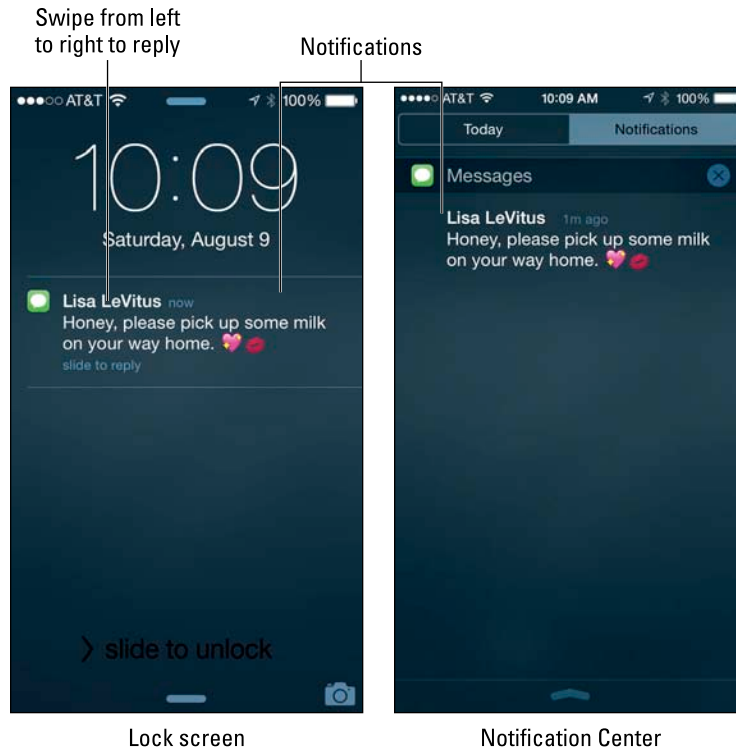 Swipe from left
to right to reply
Notifications
AT&T 100%
10:09
Saturday, August 9
Lisa LeVitus now
Honey, please pick up some milk
on your way home. 💖💋
slide to reply
> slide to unlock
Lock screen
AT&T 10:09 AM 100%
Today Notifications
Messages
Lisa LeVitus 1m ago
Honey, please pick up some milk
on your way home. 💖💋
Notification Center